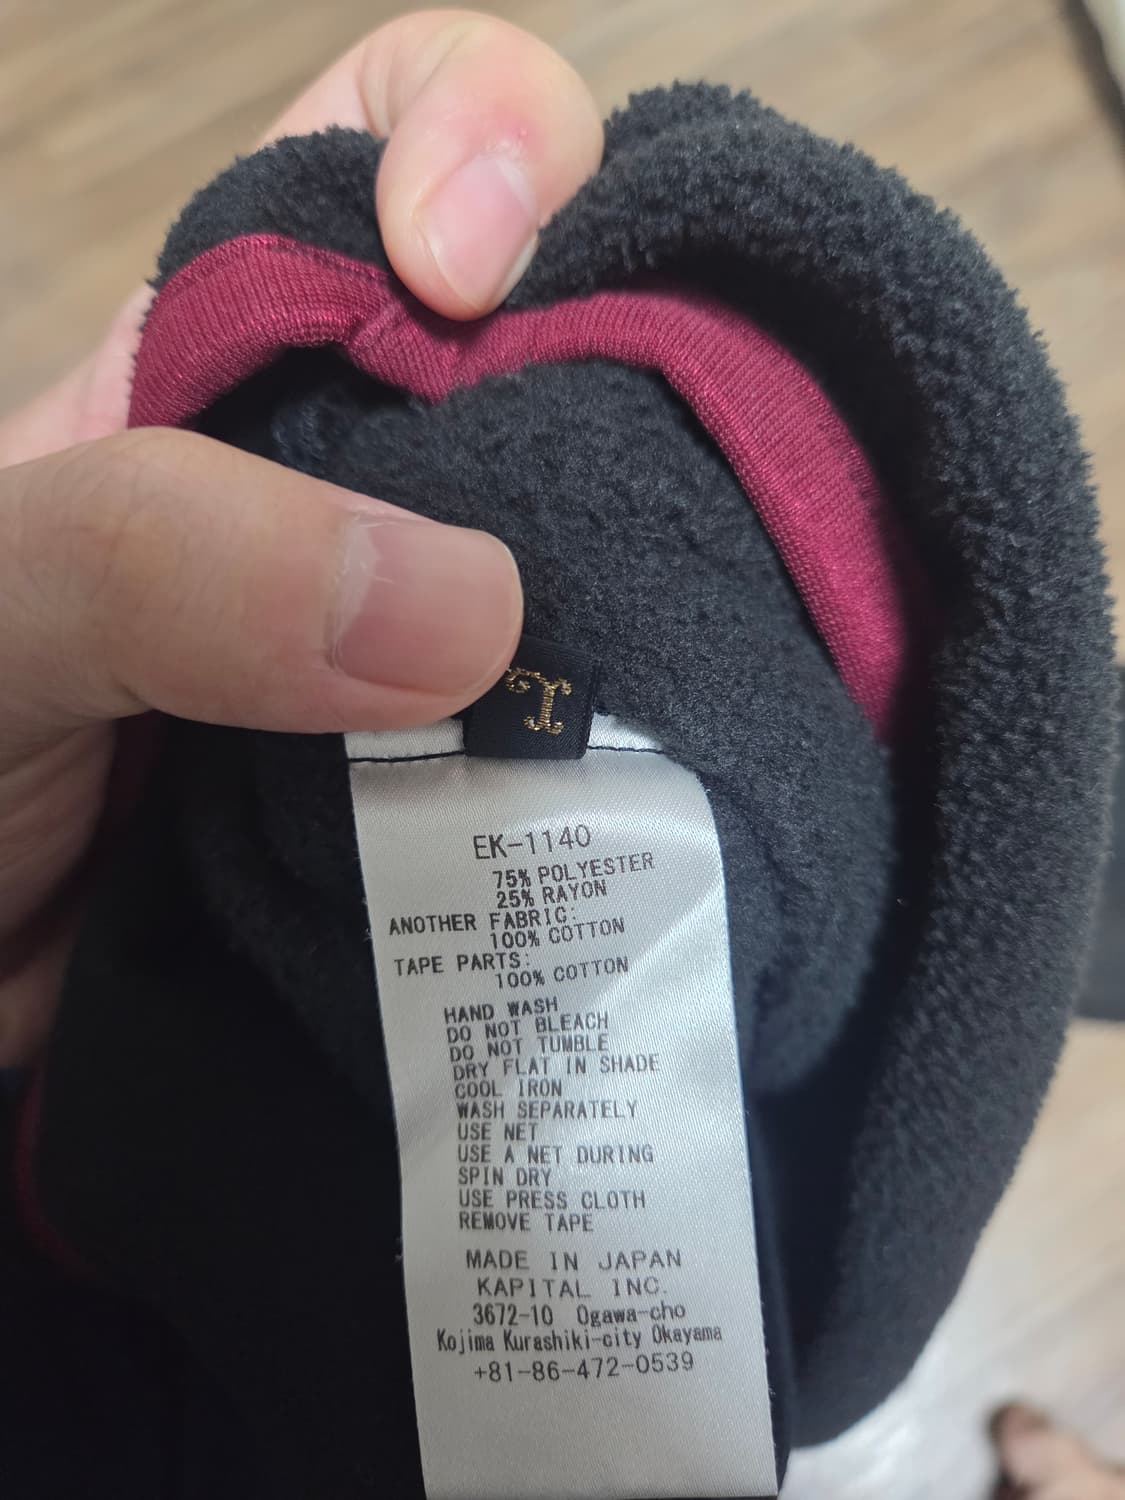 EK-1140
75% POLYESTER
25% RAYON
ANOTHER FABRIC:
100% COTTON
TAPE PARTS:
100% COTTON
HAND WASH
DO NOT BLEACH
DO NOT TUMBLE
DRY FLAT IN SHADE
COOL IRON
WASH SEPARATELY
USE NET
USE A NET DURING
SPIN DRY
USE PRESS CLOTH
REMOVE TAPE
MADE IN JAPAN
KAPITAL INC.
3672-10 Ogawa-cho
Kojima Kurashiki-city Okayama
+81-86-472-0539